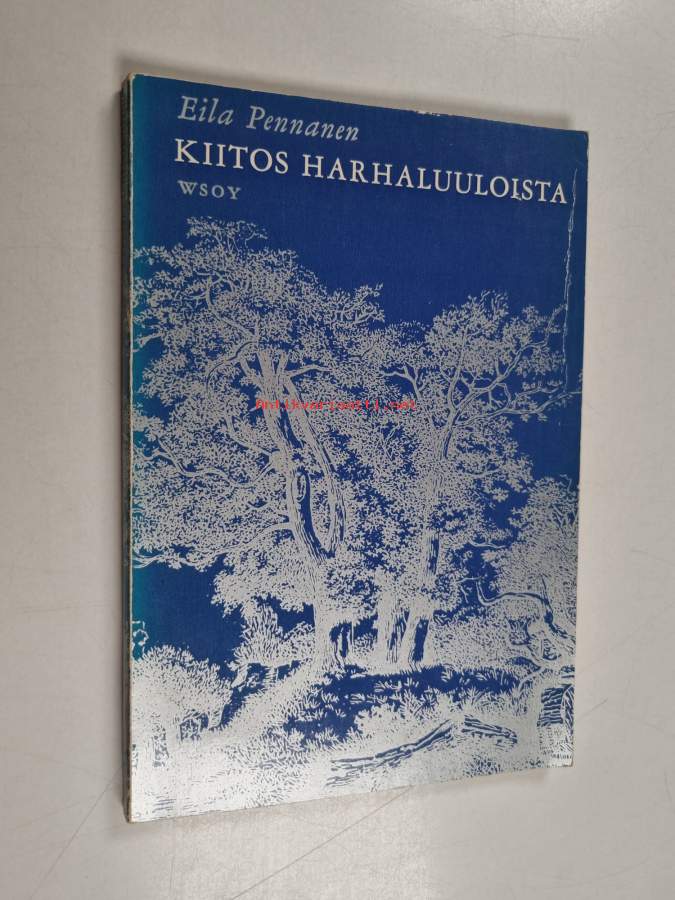 Eila Pennanen
KIITOS HARHALUULOISTA
WSOY
Antikvariaatti.net